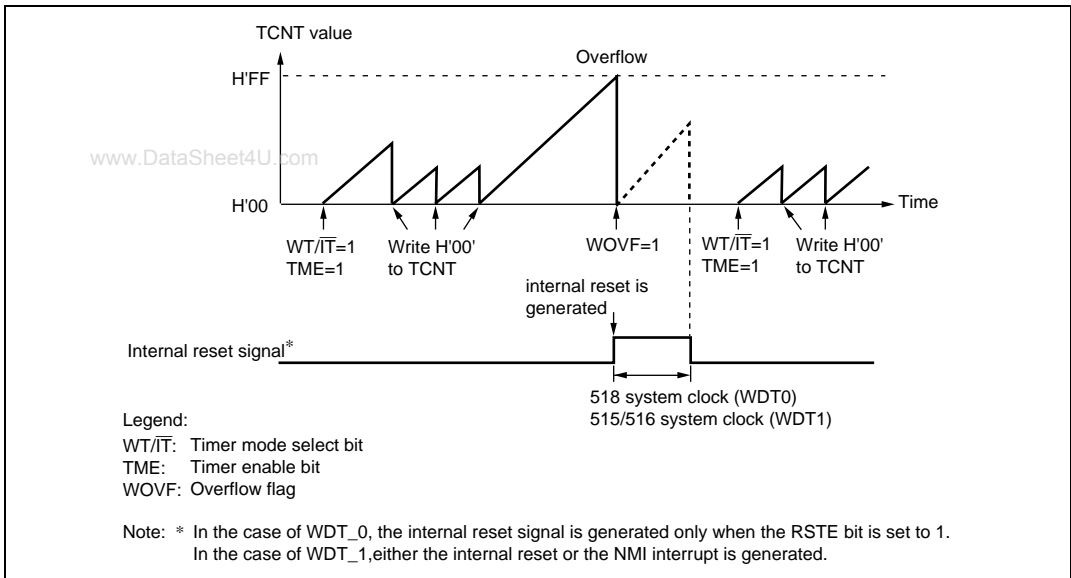 TCNT value
Overflow
H'FF
www.DataSheet4U.com
H'00
Time
WT/IT=1
TME=1
Write H'00'
to TCNT
WOVF=1
WT/IT=1
TME=1
Write H'00'
to TCNT
internal reset is
generated
Internal reset signal*
518 system clock (WDT0)
515/516 system clock (WDT1)
Legend:
WT/IT: Timer mode select bit
TME: Timer enable bit
WOVF: Overflow flag
Note: * In the case of WDT_0, the internal reset signal is generated only when the RSTE bit is set to 1.
In the case of WDT_1,either the internal reset or the NMI interrupt is generated.